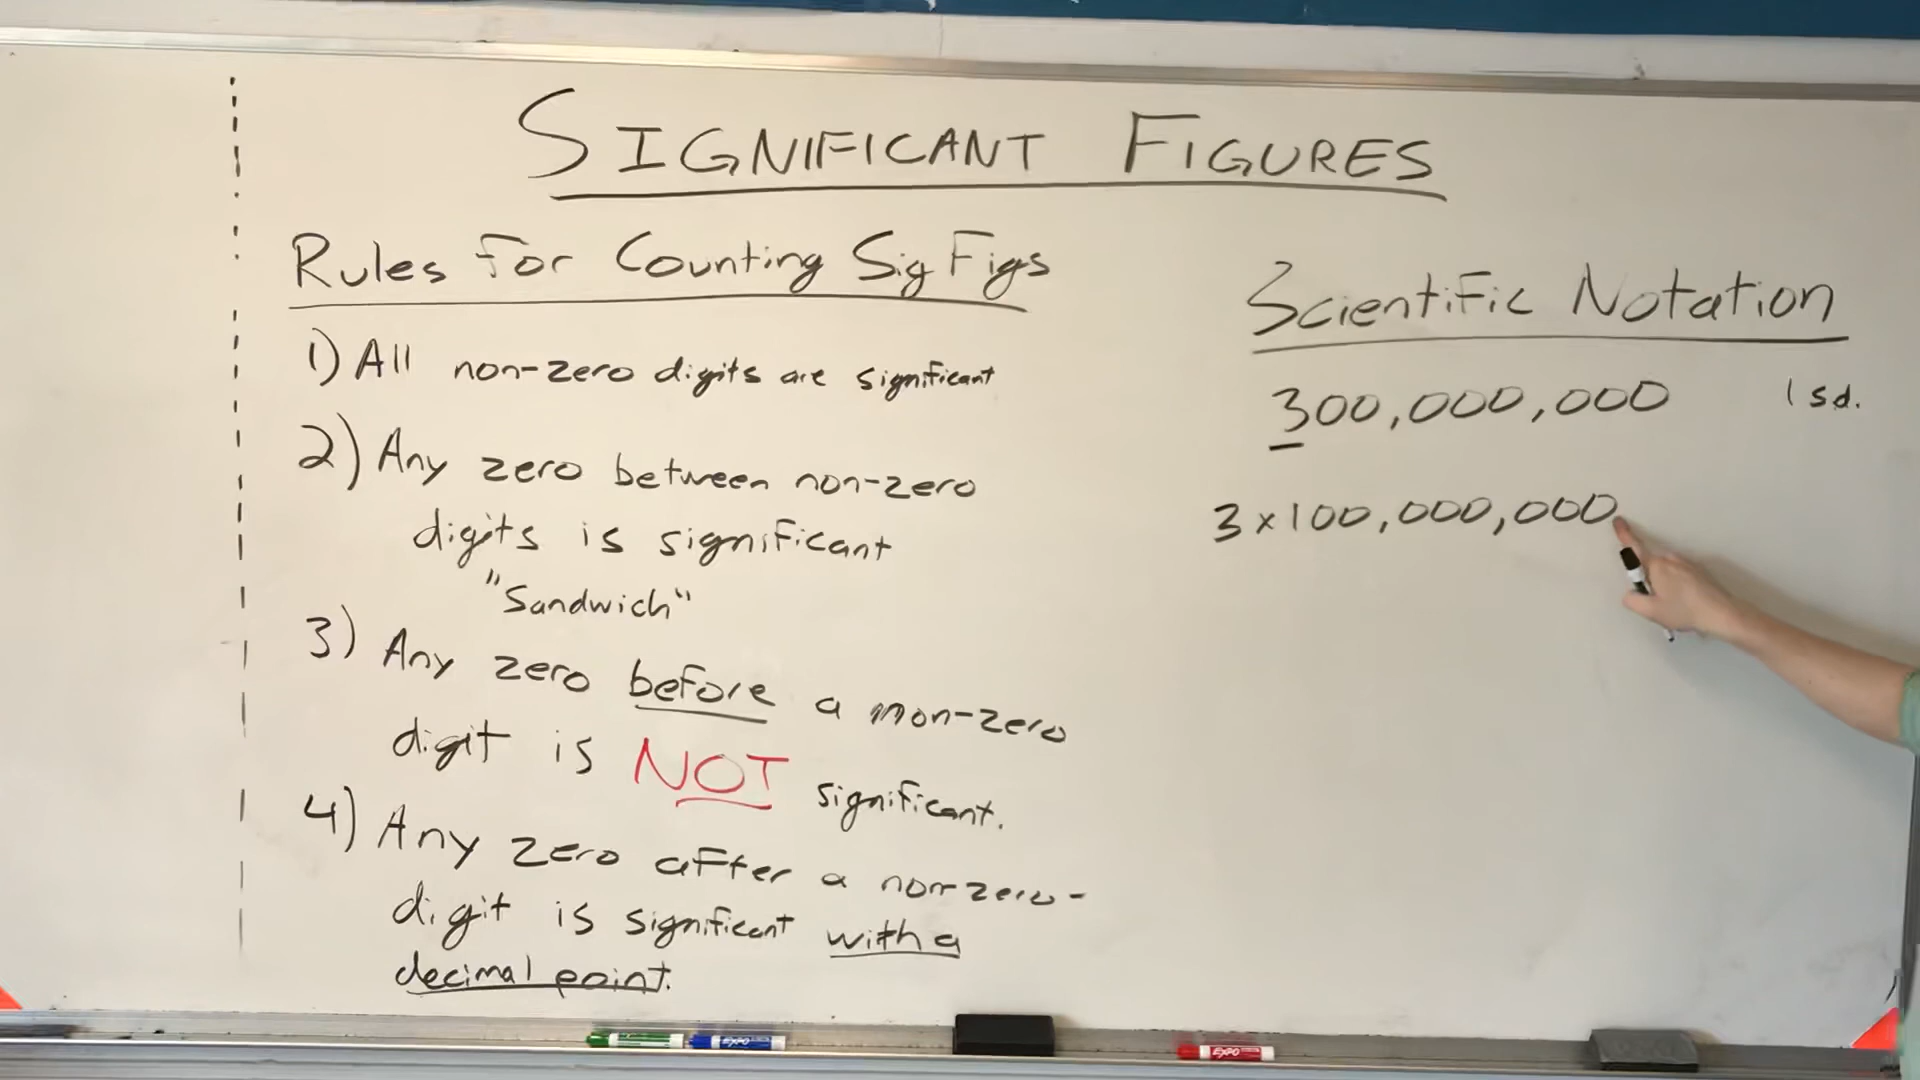 SIGNIFICANT FIGURES
Rules for Counting Sig Figs
1) All non-zero digits are significant
2) Any zero between non-zero
digits is significant
"Sandwich"
3) Any zero before a non-zero
digit is NOT significant.
4) Any zero after a non-zero-
digit is significant with a
decimal point.
Scientific Notation
300,000,000 1 s.d.
3 x 100,000,000
EXPO
EXPO